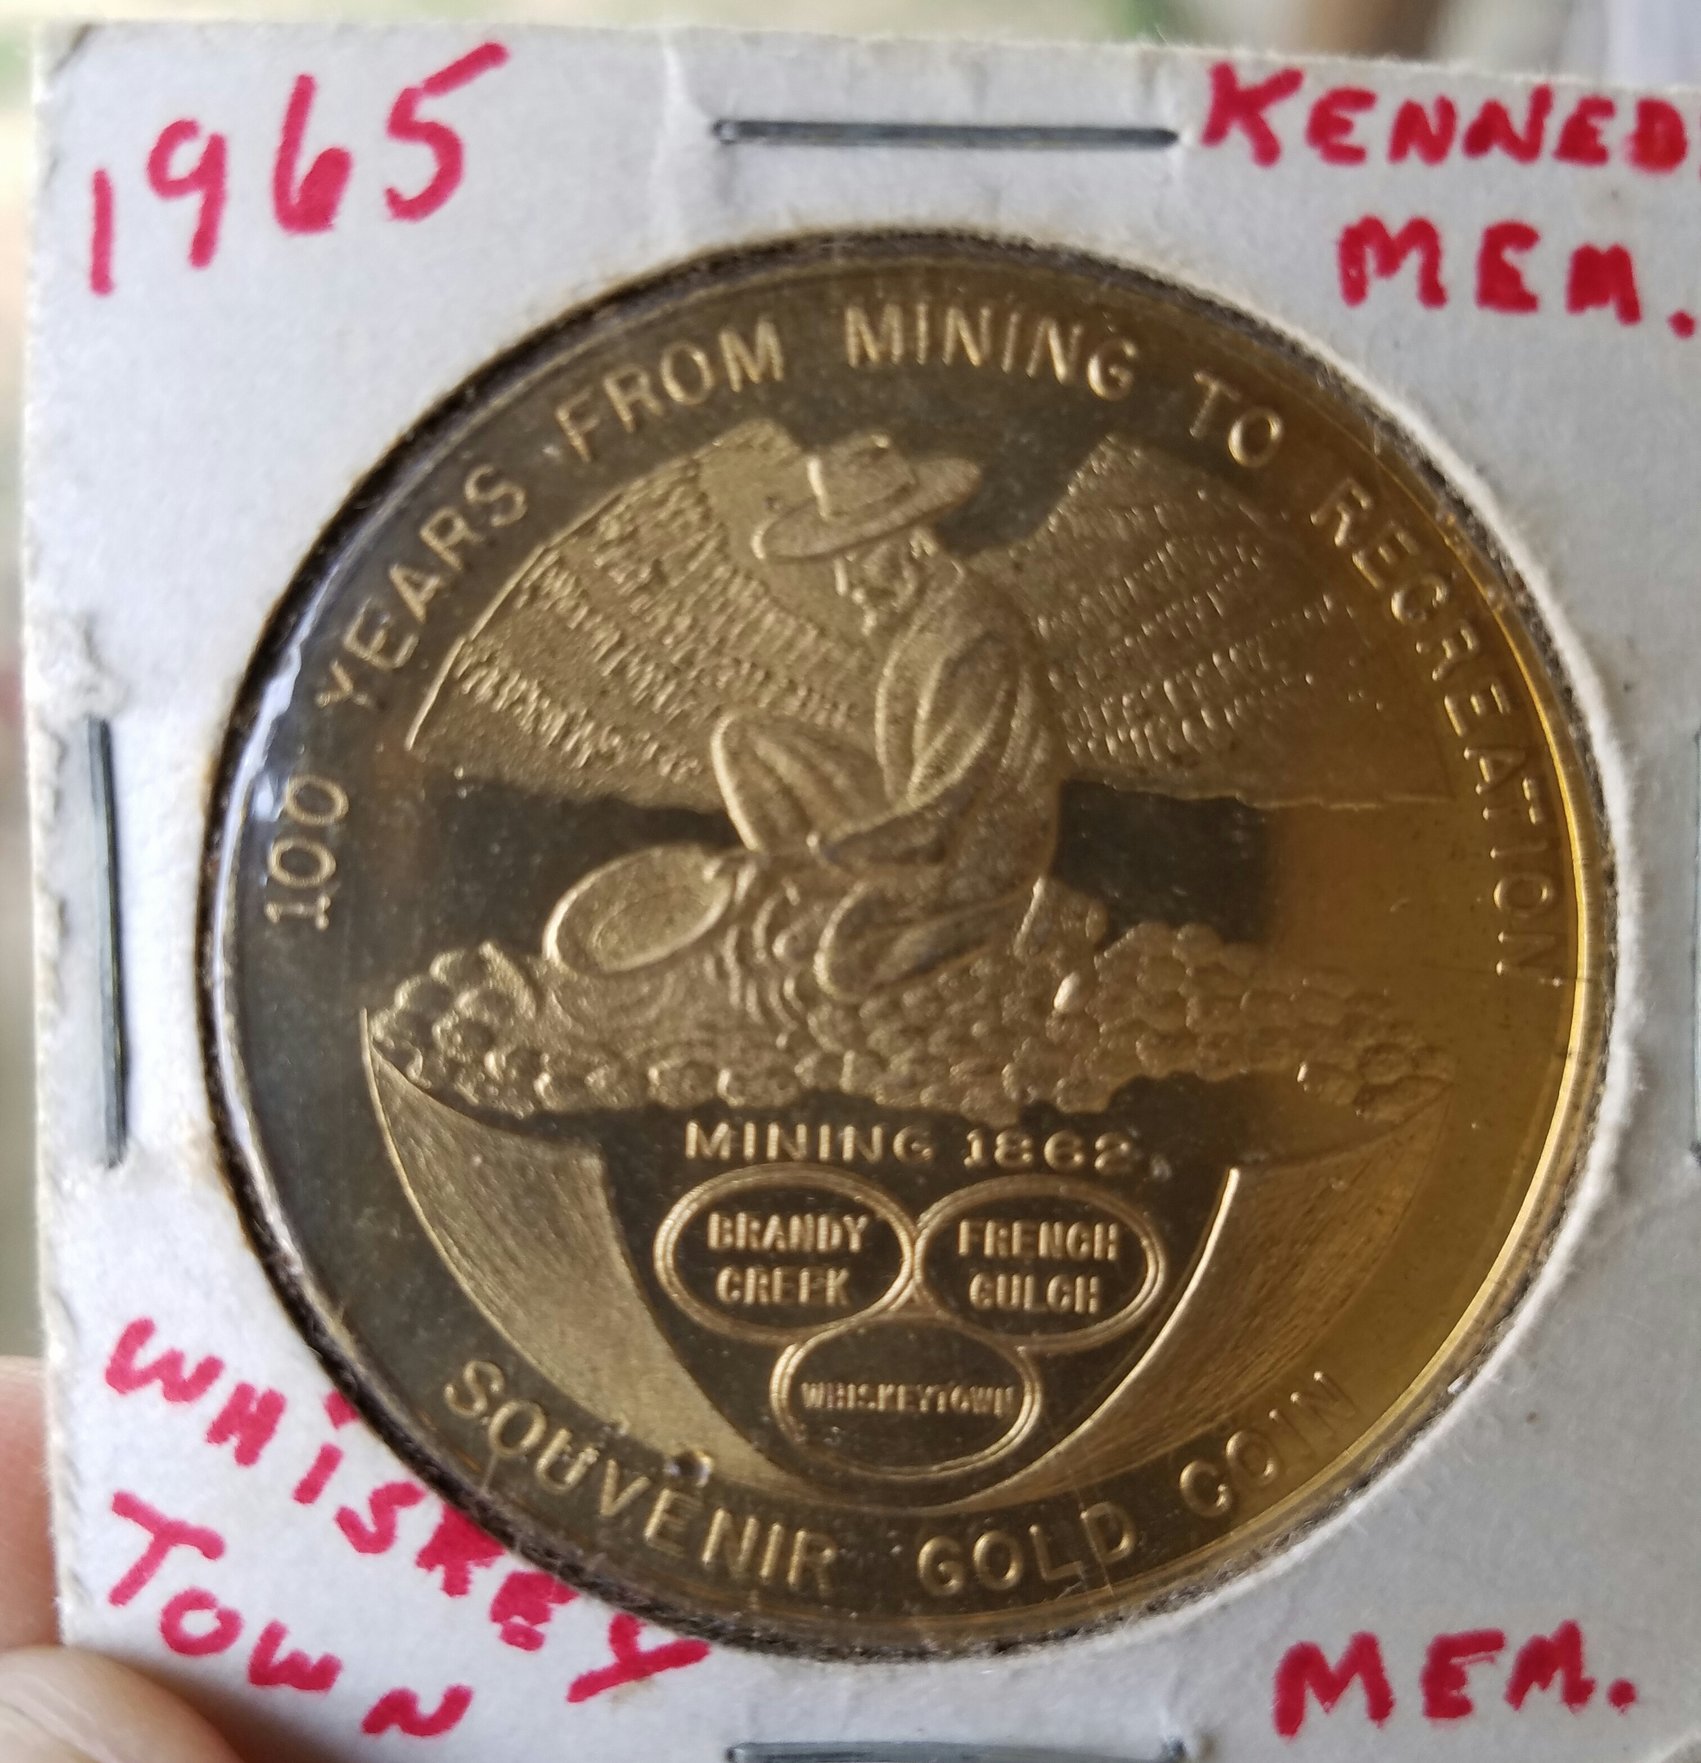 1965
KENNED
MEM.
100 YEARS FROM MINING TO RECREATION
MINING 1862
BRANDY
CREEK
FRENCH
GULCH
WHISKEYTOWN
SOUVENIR GOLD COIN
WHiSKEY
TOWN
MEM.